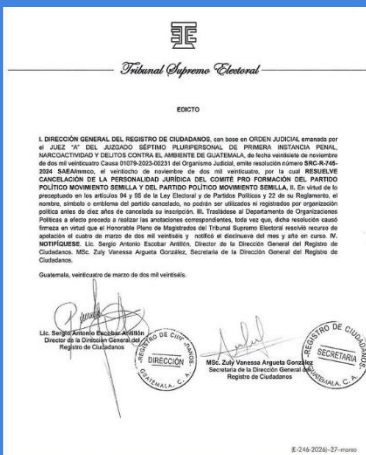 Tribunal Supremo Electoral
EDICTO
I. DIRECCIÓN GENERAL DEL REGISTRO DE CIUDADANOS, con base en ORDEN JUDICIAL emanada por
el JUEZ "A" DEL JUZGADO SÉPTIMO PLURIPERSONAL DE PRIMERA INSTANCIA PENAL,
NARCOACTIVIDAD Y DELITOS CONTRA EL AMBIENTE DE GUATEMALA, de fecha veintisiete de noviembre
de dos mil veinticuatro Causa 01079-2023-00231 del Organismo Judicial, emite resolución número SRC-R-745-
2024 SAEA/mmco, el veintiocho de noviembre de dos mil veinticuatro, por la cual RESUELVE
CANCELACIÓN DE LA PERSONALIDAD JURÍDICA DEL COMITÉ PRO FORMACIÓN DEL PARTIDO
POLÍTICO MOVIMIENTO SEMILLA Y DEL PARTIDO POLÍTICO MOVIMIENTO SEMILLA, II. En virtud de lo
preceptuado en los artículos 94 y 95 de la Ley Electoral y de Partidos Políticos y 22 de su Reglamento, el
nombre, símbolo o emblema del partido cancelado, no podrán ser utilizados ni registrados por organización
política antes de diez años de cancelada su inscripción. III. Trasládese al Departamento de Organizaciones
Políticas a efecto proceda a realizar las anotaciones correspondientes, toda vez que, dicha resolución causó
firmeza en virtud que el Honorable Pleno de Magistrados del Tribunal Supremo Electoral resolvió recurso de
apelación el cuatro de marzo de dos mil veintiséis y notificó el diecinueve del mes y año en curso. IV.
NOTIFÍQUESE. Lic. Sergio Antonio Escobar Antillón, Director de la Dirección General del Registro de
Ciudadanos, MSc. Zuly Vanessa Argueta González, Secretaria de la Dirección General del Registro de
Ciudadanos.
Guatemala, veinticuatro de marzo de dos mil veintiséis.
Lic. Sergio Antonio Escobar Antillón
Director de la Dirección General del
Registro de Ciudadanos
REGISTRO DE CIUDADANOS
DIRECCIÓN
GUATEMALA, C. A.
MSc. Zuly Vanessa Argueta González
Secretaria de la Dirección General del
Registro de Ciudadanos
REGISTRO DE CIUDADANOS
SECRETARIA
GUATEMALA, C. A.
(E-246-2026)-27-marzo